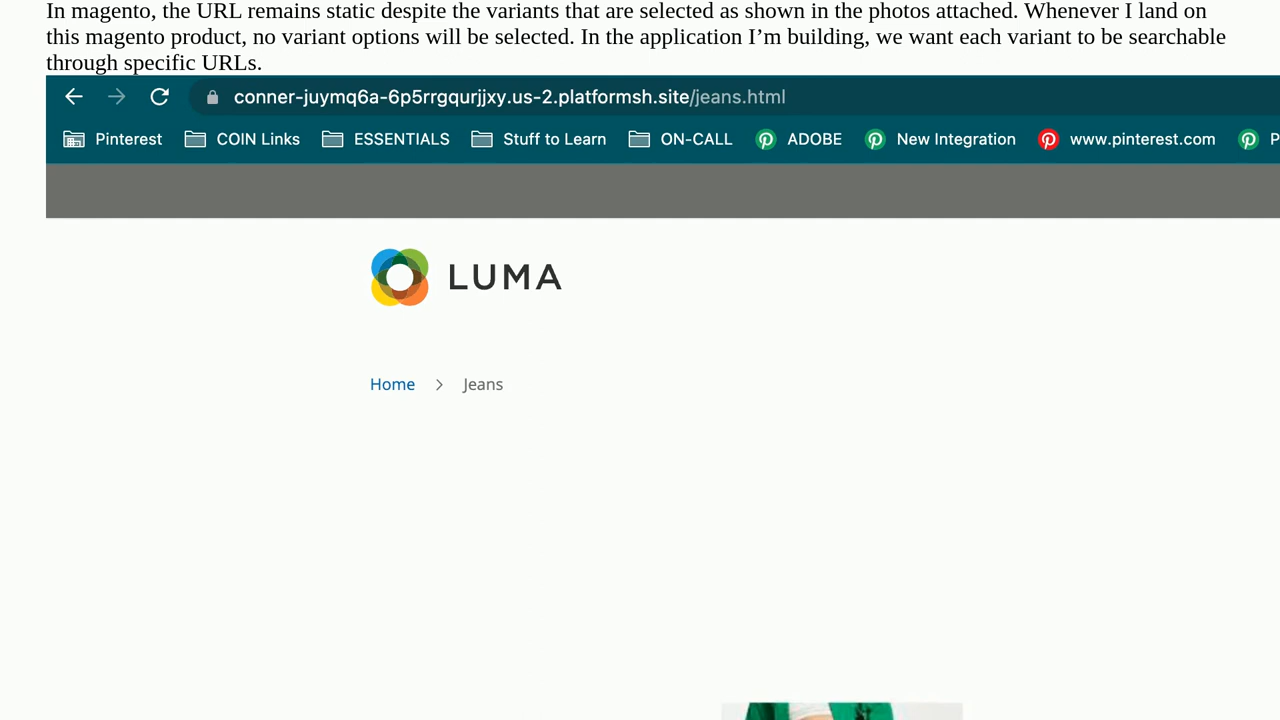 In magento, the URL remains static despite the variants that are selected as shown in the photos attached. Whenever I land on
this magento product, no variant options will be selected. In the application I’m building, we want each variant to be searchable
through specific URLs.
conner-juymq6a-6p5rrgqurjjxy.us-2.platformsh.site/jeans.html
Pinterest COIN Links ESSENTIALS Stuff to Learn ON-CALL ADOBE New Integration www.pinterest.com P
LUMA
Home > Jeans